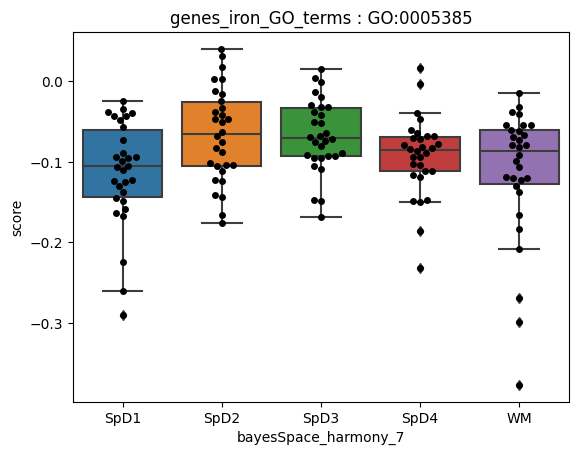 genes_iron_GO_terms : GO:0005385
0.0
−0.1
−0.2
−0.3
score
SpD1 SpD2 SpD3 SpD4 WM
bayesSpace_harmony_7